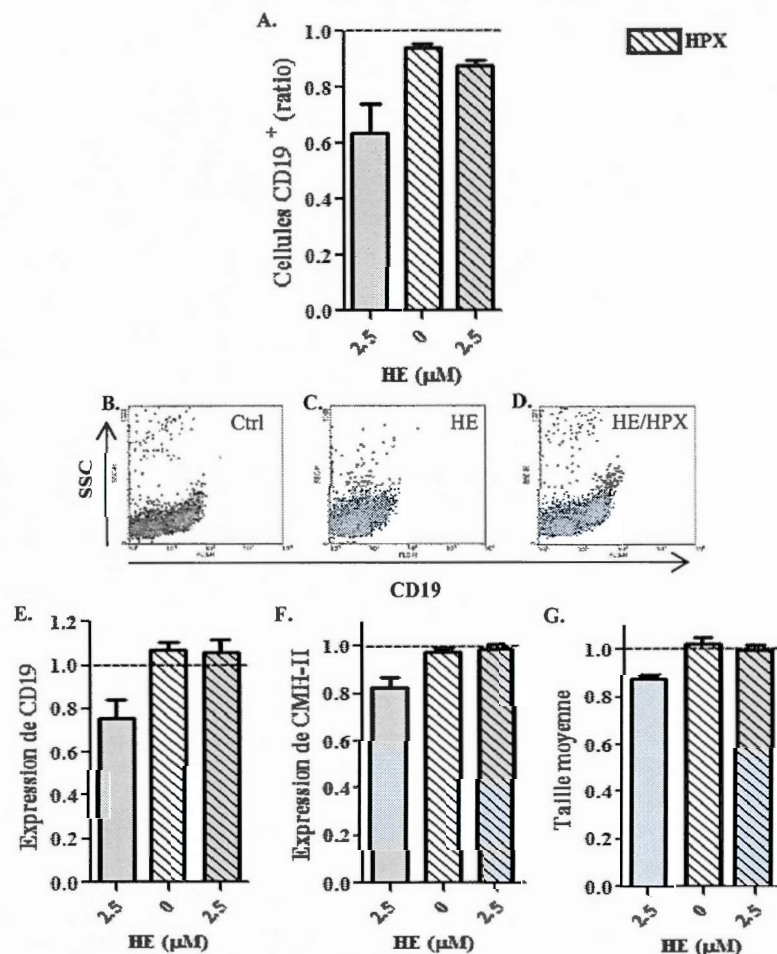 A.
HPX
Cellules CD19 + (ratio)
1.0
0.8
0.6
0.4
0.2
0.0
2.5 0 2.5
HE (µM)
B. Ctrl
C. HE
D. HE/HPX
SSC
CD19
E.
Expression de CD19
1.2
1.0
0.8
0.6
0.4
0.2
0.0
2.5 0 2.5
HE (µM)
F.
Expression de CMH-II
1.0
0.8
0.6
0.4
0.2
0.0
2.5 0 2.5
HE (µM)
G.
Taille moyenne
1.0
0.8
0.6
0.4
0.2
0.0
2.5 0 2.5
HE (µM)